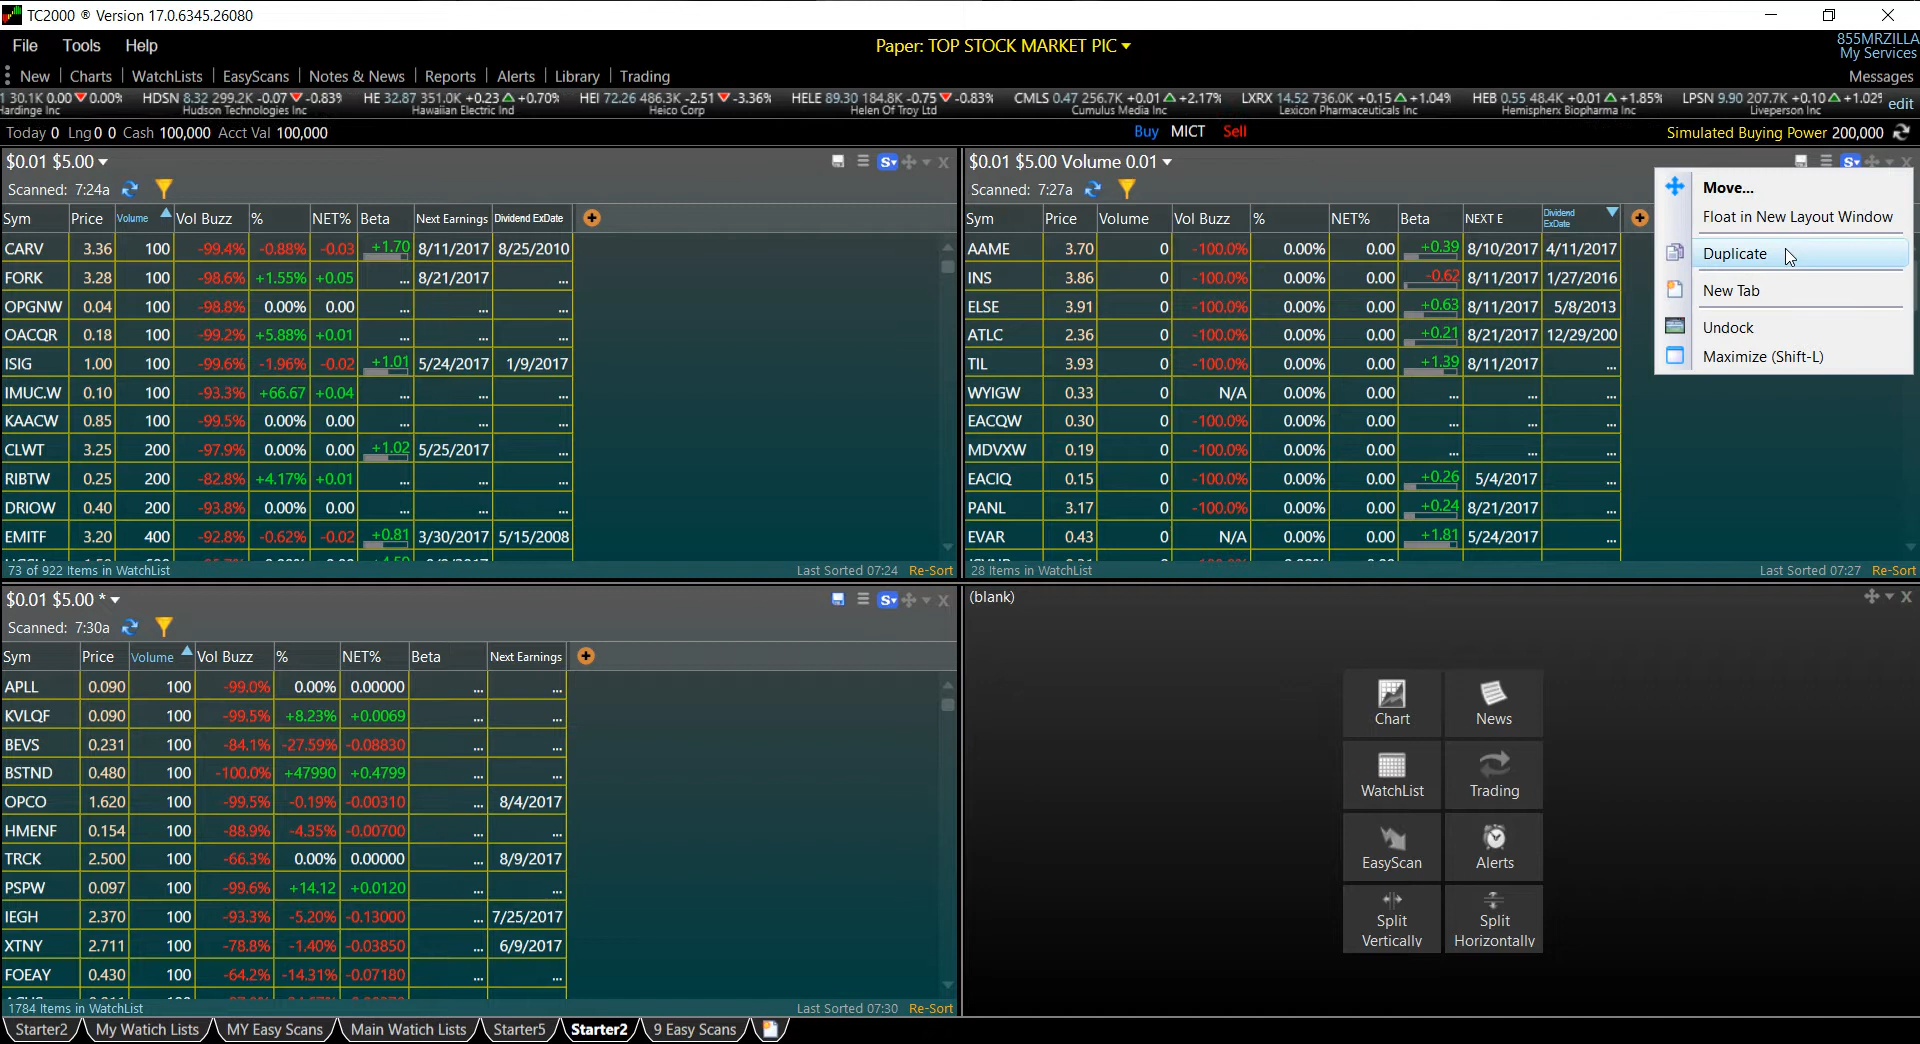 TC2000 ® Version 17.0.6345.26080
File Tools Help
Paper: TOP STOCK MARKET PIC
855MRZILLA
My Services
New Charts WatchLists EasyScans Notes & News Reports Alerts Library Trading
Messages
1 30.1K 0.00 0.00% HDSN 8.32 299.2K -0.07 -0.83% HE 32.87 351.0K +0.23 +0.70% HEI 72.26 486.3K -2.51 -3.36% HELE 89.30 184.8K -0.75 -0.83% CMLS 0.47 256.7K +0.01 +2.17% LXRX 14.52 736.0K +0.15 +1.04% HEB 0.55 48.4K +0.01 +1.85% LPSN 9.90 207.7K +0.10 +1.02% edit
Hardinge Inc Hudson Technologies Inc Hawaiian Electric Ind Heico Corp Helen Of Troy Ltd Cumulus Media Inc Lexicon Pharmaceuticals Inc Hemispherx Biopharma Inc Liveperson Inc
Today 0 Lng 0 0 Cash 100,000 Acct Val 100,000
Buy MICT Sell
Simulated Buying Power 200,000
$0.01 $5.00
S
Scanned: 7:24a
Sym Price Volume Vol Buzz % NET% Beta Next Earnings Dividend ExDate
CARV 3.36 100 -99.4% -0.88% -0.03 +1.70 8/11/2017 8/25/2010
FORK 3.28 100 -98.6% +1.55% +0.05 ... 8/21/2017 ...
OPGNW 0.04 100 -98.8% 0.00% 0.00 ... ... ...
OACQR 0.18 100 -99.2% +5.88% +0.01 ... ... ...
ISIG 1.00 100 -99.6% -1.96% -0.02 +1.01 5/24/2017 1/9/2017
IMUC.W 0.10 100 -93.3% +66.67 +0.04 ... ... ...
KAACW 0.85 100 -99.5% 0.00% 0.00 ... ... ...
CLWT 3.25 200 -97.9% 0.00% 0.00 +1.02 5/25/2017 ...
RIBTW 0.25 200 -82.8% +4.17% +0.01 ... ... ...
DRIOW 0.40 200 -93.8% 0.00% 0.00 ... ... ...
EMITF 3.20 400 -92.8% -0.62% -0.02 +0.81 3/30/2017 5/15/2008
73 of 922 Items in WatchList
Last Sorted 07:24 Re-Sort
$0.01 $5.00 Volume 0.01
S
Scanned: 7:27a
Sym Price Volume Vol Buzz % NET% Beta NEXT E Dividend ExDate
AAME 3.70 0 -100.0% 0.00% 0.00 +0.39 8/10/2017 4/11/2017
INS 3.86 0 -100.0% 0.00% 0.00 -0.62 8/11/2017 1/27/2016
ELSE 3.91 0 -100.0% 0.00% 0.00 +0.63 8/11/2017 5/8/2013
ATLC 2.36 0 -100.0% 0.00% 0.00 +0.21 8/21/2017 12/29/200
TIL 3.93 0 -100.0% 0.00% 0.00 +1.39 8/11/2017 ...
WYIGW 0.33 0 N/A 0.00% 0.00 ... ... ...
EACQW 0.30 0 -100.0% 0.00% 0.00 ... ... ...
MDVXW 0.19 0 -100.0% 0.00% 0.00 ... ... ...
EACIQ 0.15 0 -100.0% 0.00% 0.00 +0.26 5/4/2017 ...
PANL 3.17 0 -100.0% 0.00% 0.00 +0.24 8/21/2017 ...
EVAR 0.43 0 N/A 0.00% 0.00 +1.81 5/24/2017 ...
28 Items in WatchList
Last Sorted 07:27 Re-Sort
Move...
Float in New Layout Window
Duplicate
New Tab
Undock
Maximize (Shift-L)
$0.01 $5.00 *
S
Scanned: 7:30a
Sym Price Volume Vol Buzz % NET% Beta Next Earnings
APLL 0.090 100 -99.0% 0.00% 0.00000 ... ...
KVLQF 0.090 100 -99.5% +8.23% +0.0069 ... ...
BEVS 0.231 100 -84.1% -27.59% -0.08830 ... ...
BSTND 0.480 100 -100.0% +47990 +0.4799 ... ...
OPCO 1.620 100 -99.5% -0.19% -0.00310 ... 8/4/2017
HMENF 0.154 100 -88.9% -4.35% -0.00700 ... ...
TRCK 2.500 100 -66.3% 0.00% 0.00000 ... 8/9/2017
PSPW 0.097 100 -99.6% +14.12 +0.0120 ... ...
IEGH 2.370 100 -93.3% -5.20% -0.13000 ... 7/25/2017
XTNY 2.711 100 -78.8% -1.40% -0.03850 ... 6/9/2017
FOEAY 0.430 100 -64.2% -14.31% -0.07180 ... ...
1784 Items in WatchList
Last Sorted 07:30 Re-Sort
(blank)
Chart News
WatchList Trading
EasyScan Alerts
Split Vertically Split Horizontally
Starter2 My Watich Lists MY Easy Scans Main Watich Lists Starter5 Starter2 9 Easy Scans